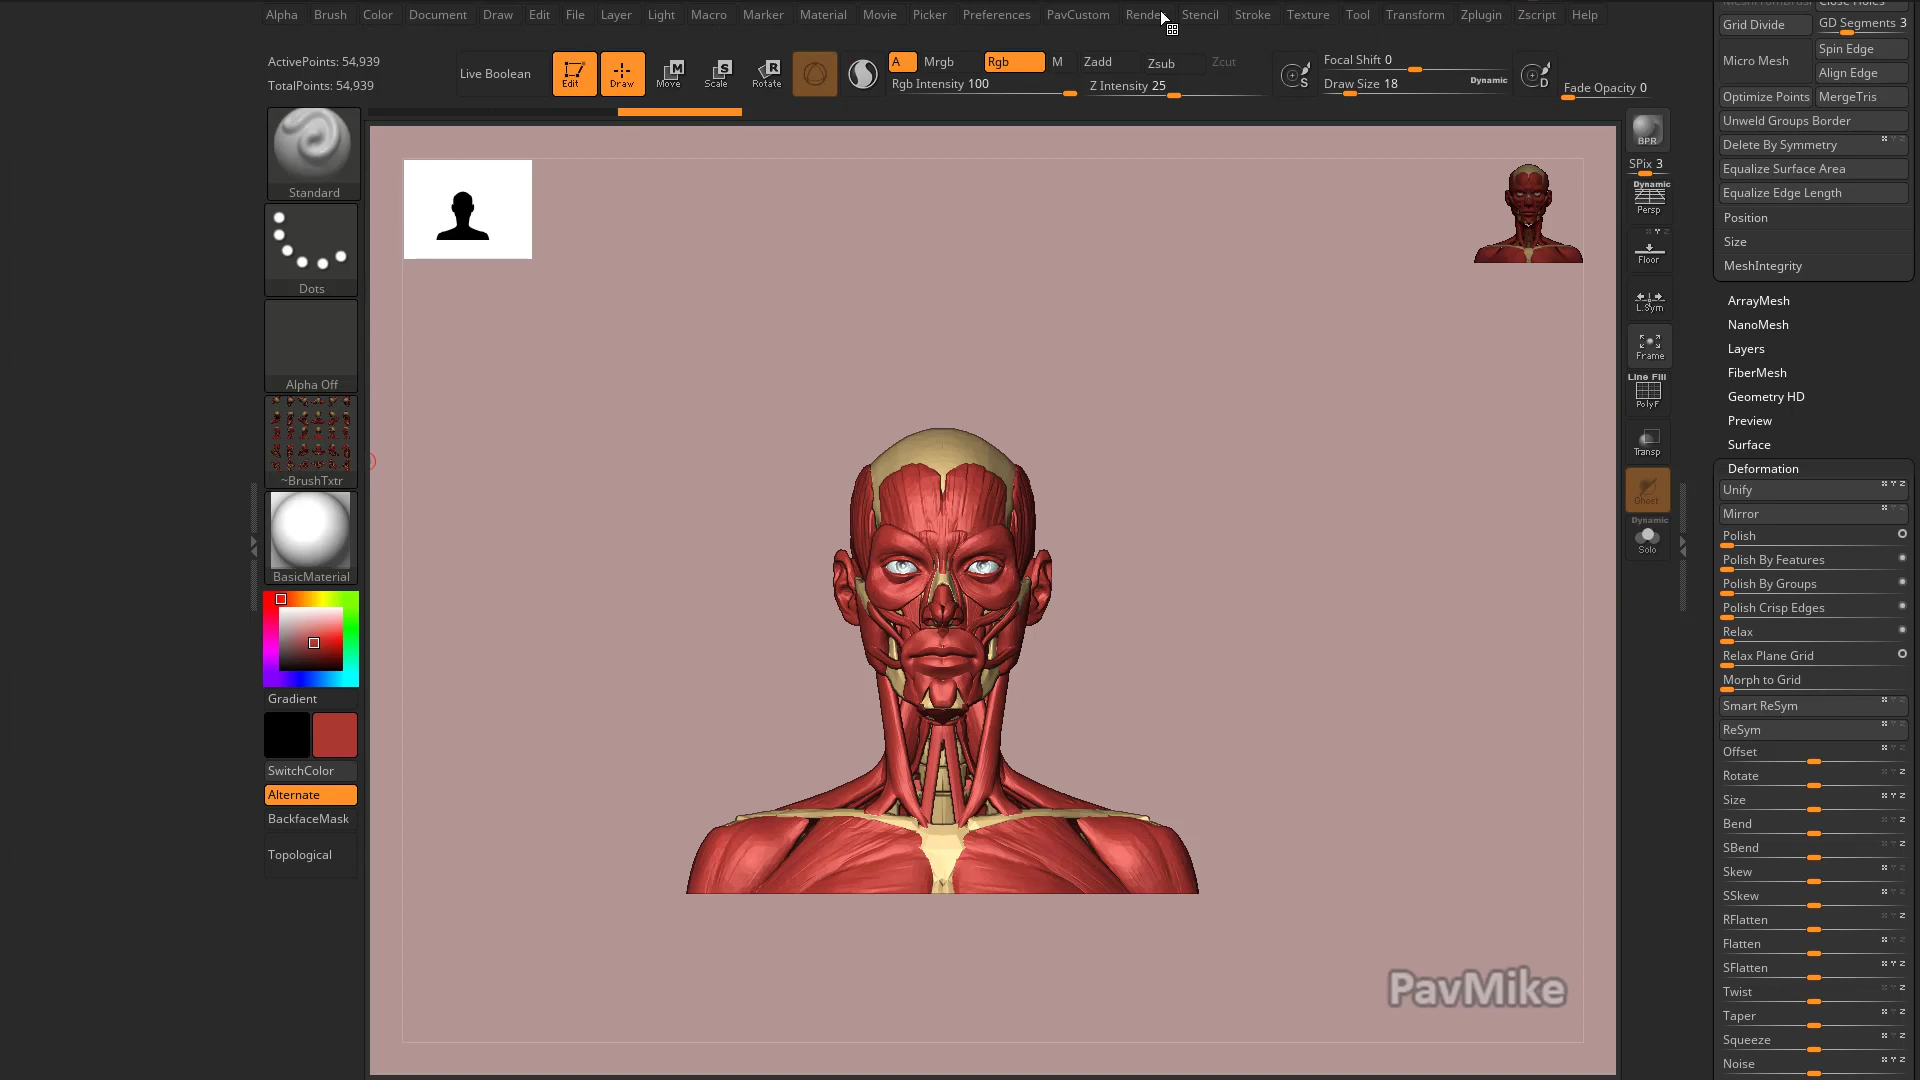 Alpha Brush Color Document Draw Edit File Layer Light Macro Marker Material Movie Picker Preferences PavCustom Render Stencil Stroke Texture Tool Transform Zplugin Zscript Help
ActivePoints: 54,939
TotalPoints: 54,939
Live Boolean
Edit
Draw
Move
Scale
Rotate
A Mrgb Rgb M Zadd Zsub Zcut
Rgb Intensity 100
Z Intensity 25
Focal Shift 0
Draw Size 18
Dynamic
Fade Opacity 0
Standard
Dots
Alpha Off
~BrushTxtr
BasicMaterial
Gradient
SwitchColor
Alternate
BackfaceMask
Topological
BPR
SPix 3
Dynamic
Persp
Floor
L.Sym
Frame
Line Fill
PolyF
Transp
Ghost
Dynamic
Solo
Close Holes
Grid Divide
GD Segments 3
Micro Mesh
Spin Edge
Align Edge
Optimize Points
MergeTris
Unweld Groups Border
Delete By Symmetry
Equalize Surface Area
Equalize Edge Length
Position
Size
MeshIntegrity
ArrayMesh
NanoMesh
Layers
FiberMesh
Geometry HD
Preview
Surface
Deformation
Unify
Mirror
Polish
Polish By Features
Polish By Groups
Polish Crisp Edges
Relax
Relax Plane Grid
Morph to Grid
Smart ReSym
ReSym
Offset
Rotate
Size
Bend
SBend
Skew
SSkew
RFlatten
Flatten
SFlatten
Twist
Taper
Squeeze
Noise
PavMike